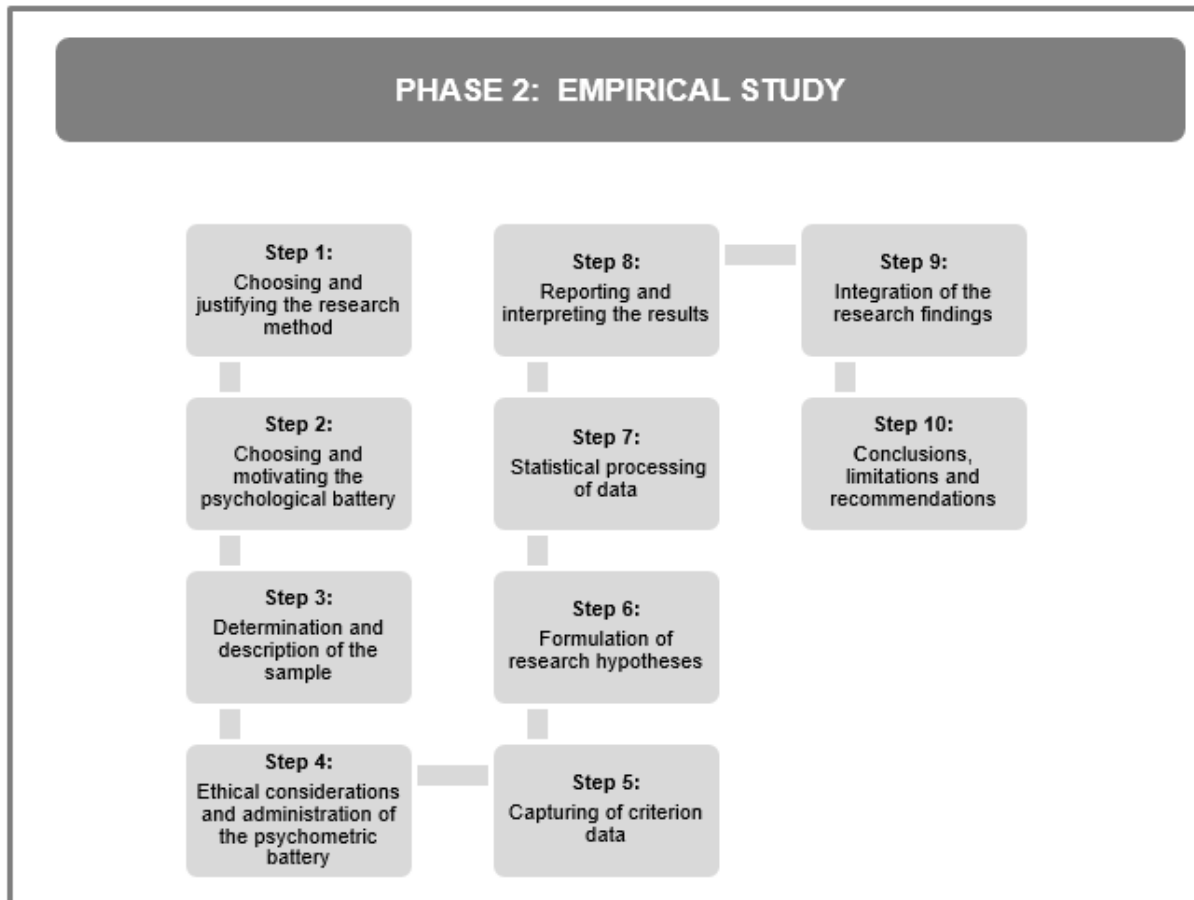 PHASE 2: EMPIRICAL STUDY
Step 1:
Choosing and
justifying the research
method
Step 2:
Choosing and
motivating the
psychological battery
Step 3:
Determination and
description of the
sample
Step 4:
Ethical considerations
and administration of
the psychometric
battery
Step 5:
Capturing of criterion
data
Step 6:
Formulation of
research hypotheses
Step 7:
Statistical processing
of data
Step 8:
Reporting and
interpreting the results
Step 9:
Integration of the
research findings
Step 10:
Conclusions,
limitations and
recommendations